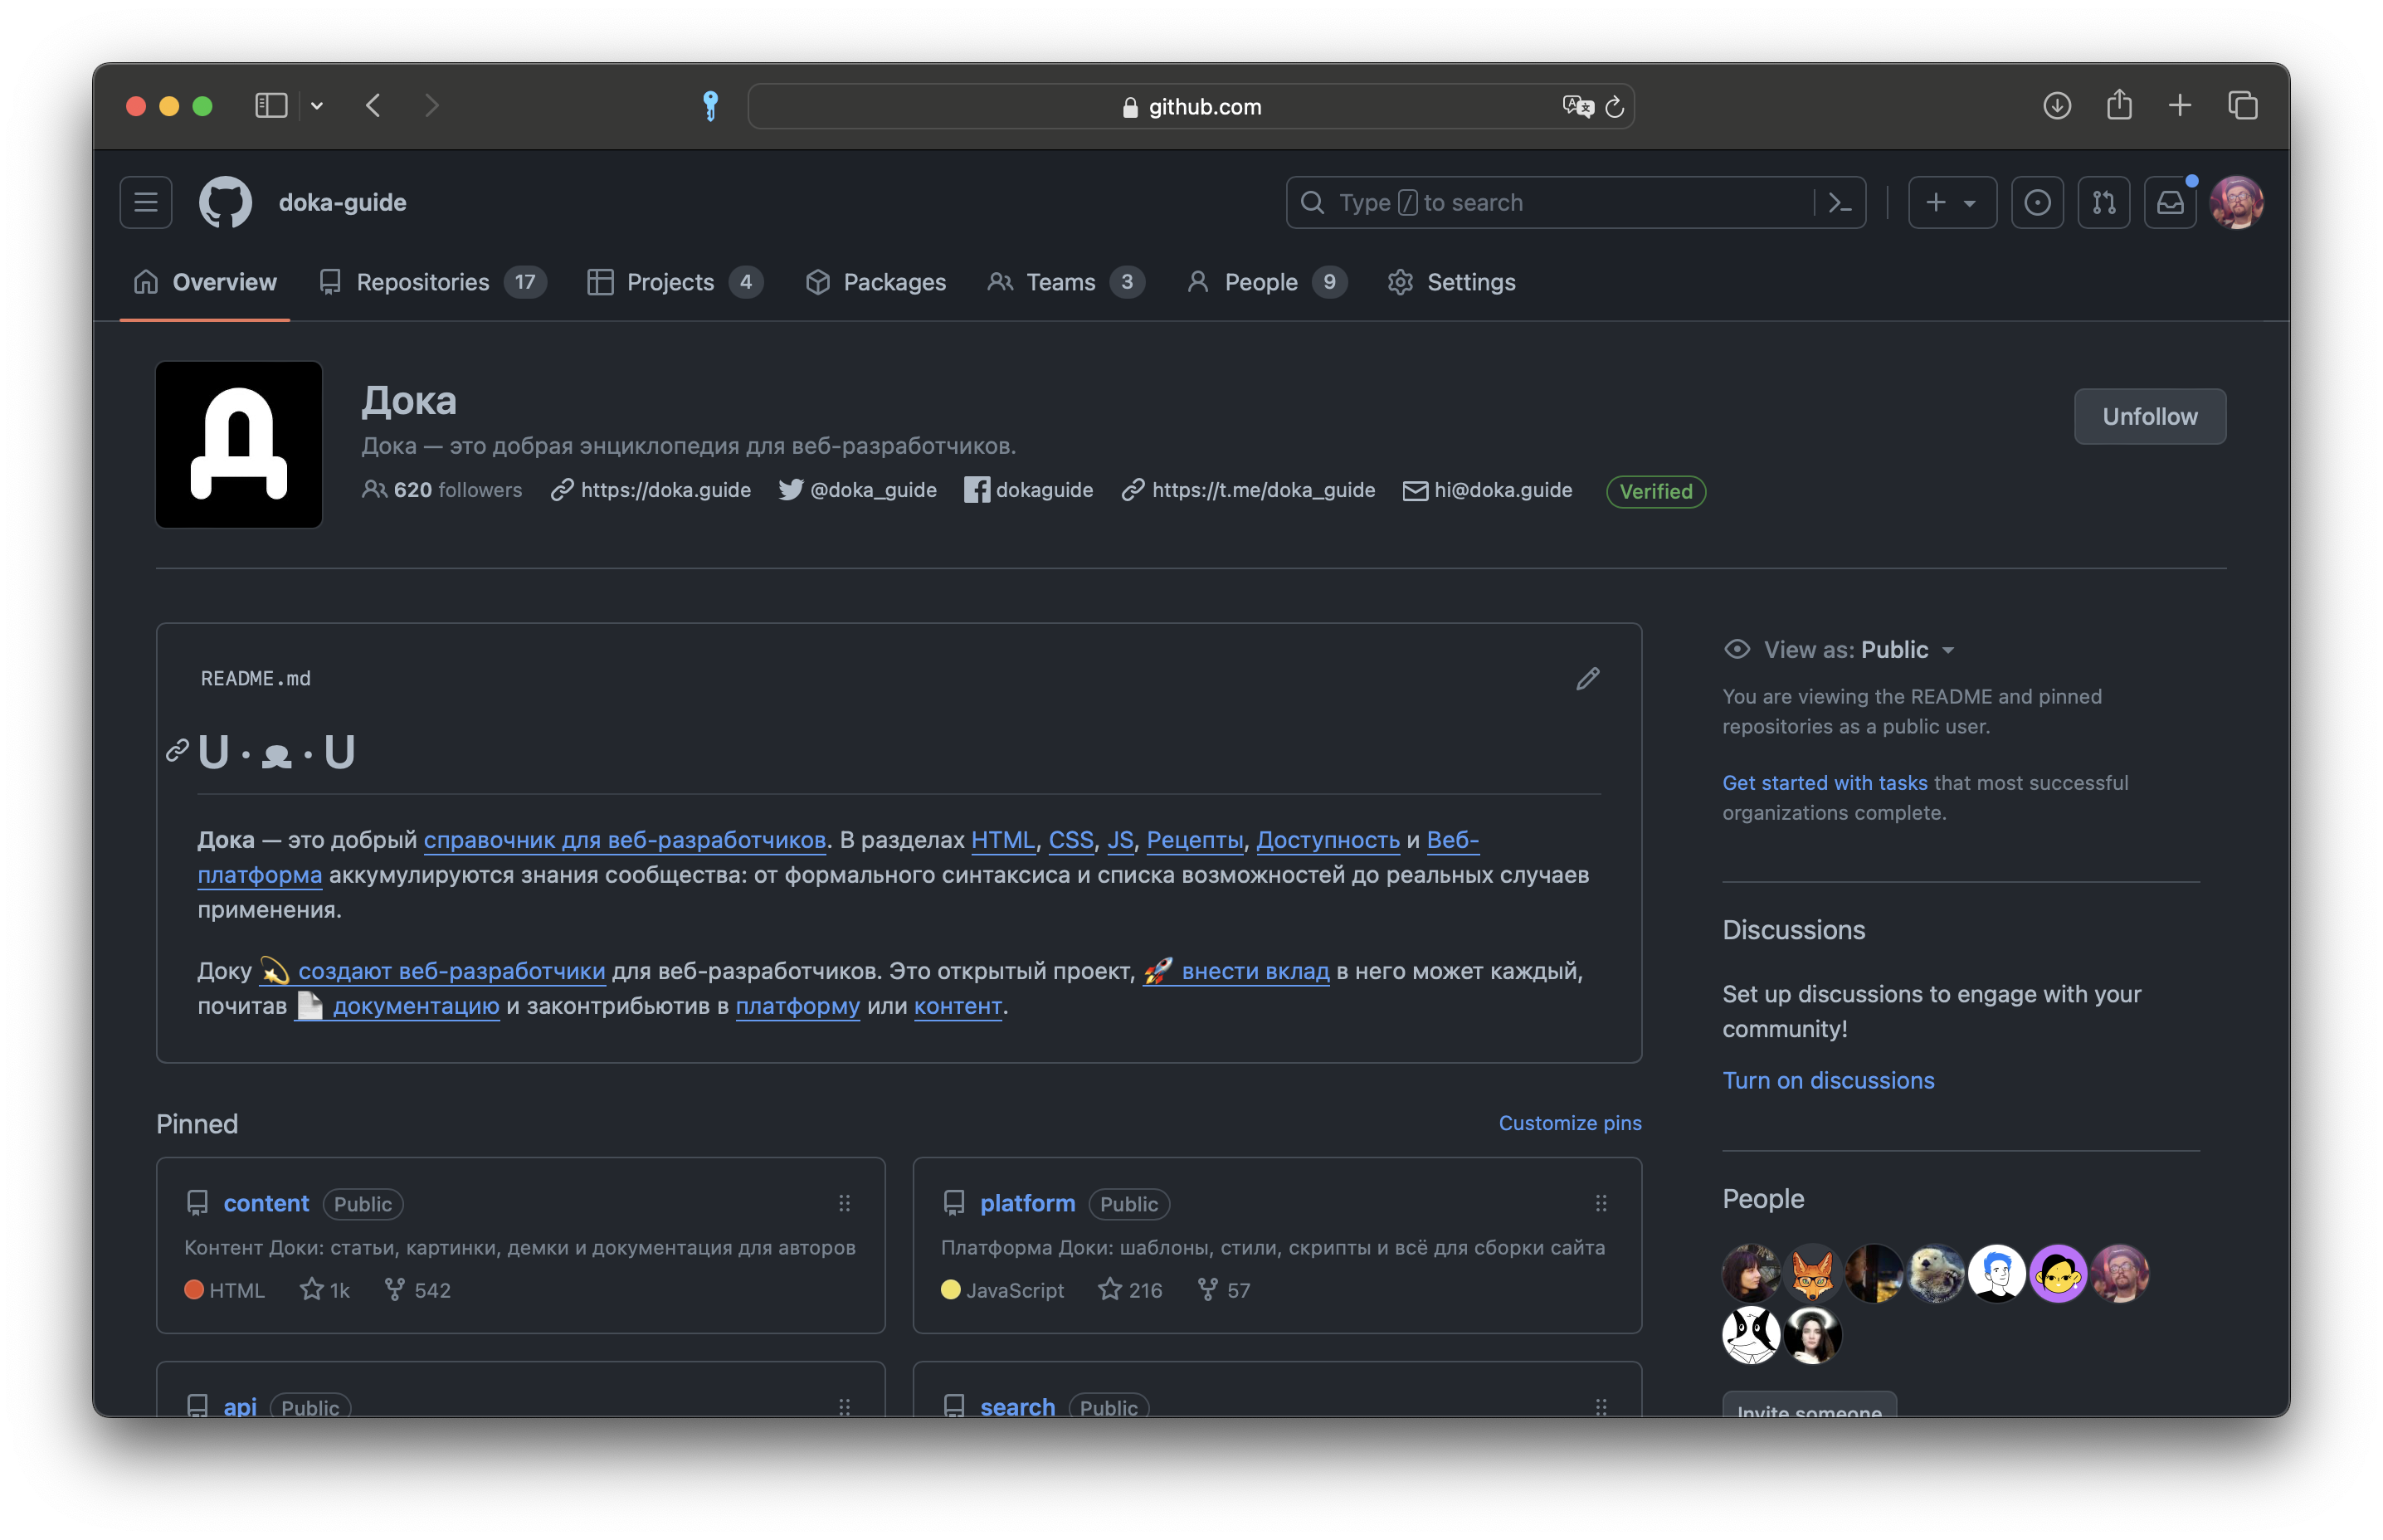 github.com
doka-guide
Type / to search
Overview
Repositories 17
Projects 4
Packages
Teams 3
People 9
Settings
Д
Дока
Дока — это добрая энциклопедия для веб-разработчиков.
620 followers https://doka.guide @doka_guide dokaguide https://t.me/doka_guide hi@doka.guide Verified
Unfollow
README.md
U · ᴥ · U
Дока — это добрый справочник для веб-разработчиков. В разделах HTML, CSS, JS, Рецепты, Доступность и Веб-
платформа аккумулируются знания сообщества: от формального синтаксиса и списка возможностей до реальных случаев
применения.
Доку 💫 создают веб-разработчики для веб-разработчиков. Это открытый проект, 🚀 внести вклад в него может каждый,
почитав 📄 документацию и законтрибьютив в платформу или контент.
Pinned
Customize pins
content Public
Контент Доки: статьи, картинки, демки и документация для авторов
HTML 1k 542
platform Public
Платформа Доки: шаблоны, стили, скрипты и всё для сборки сайта
JavaScript 216 57
api Public
search Public
View as: Public
You are viewing the README and pinned
repositories as a public user.
Get started with tasks that most successful
organizations complete.
Discussions
Set up discussions to engage with your
community!
Turn on discussions
People
Invite someone